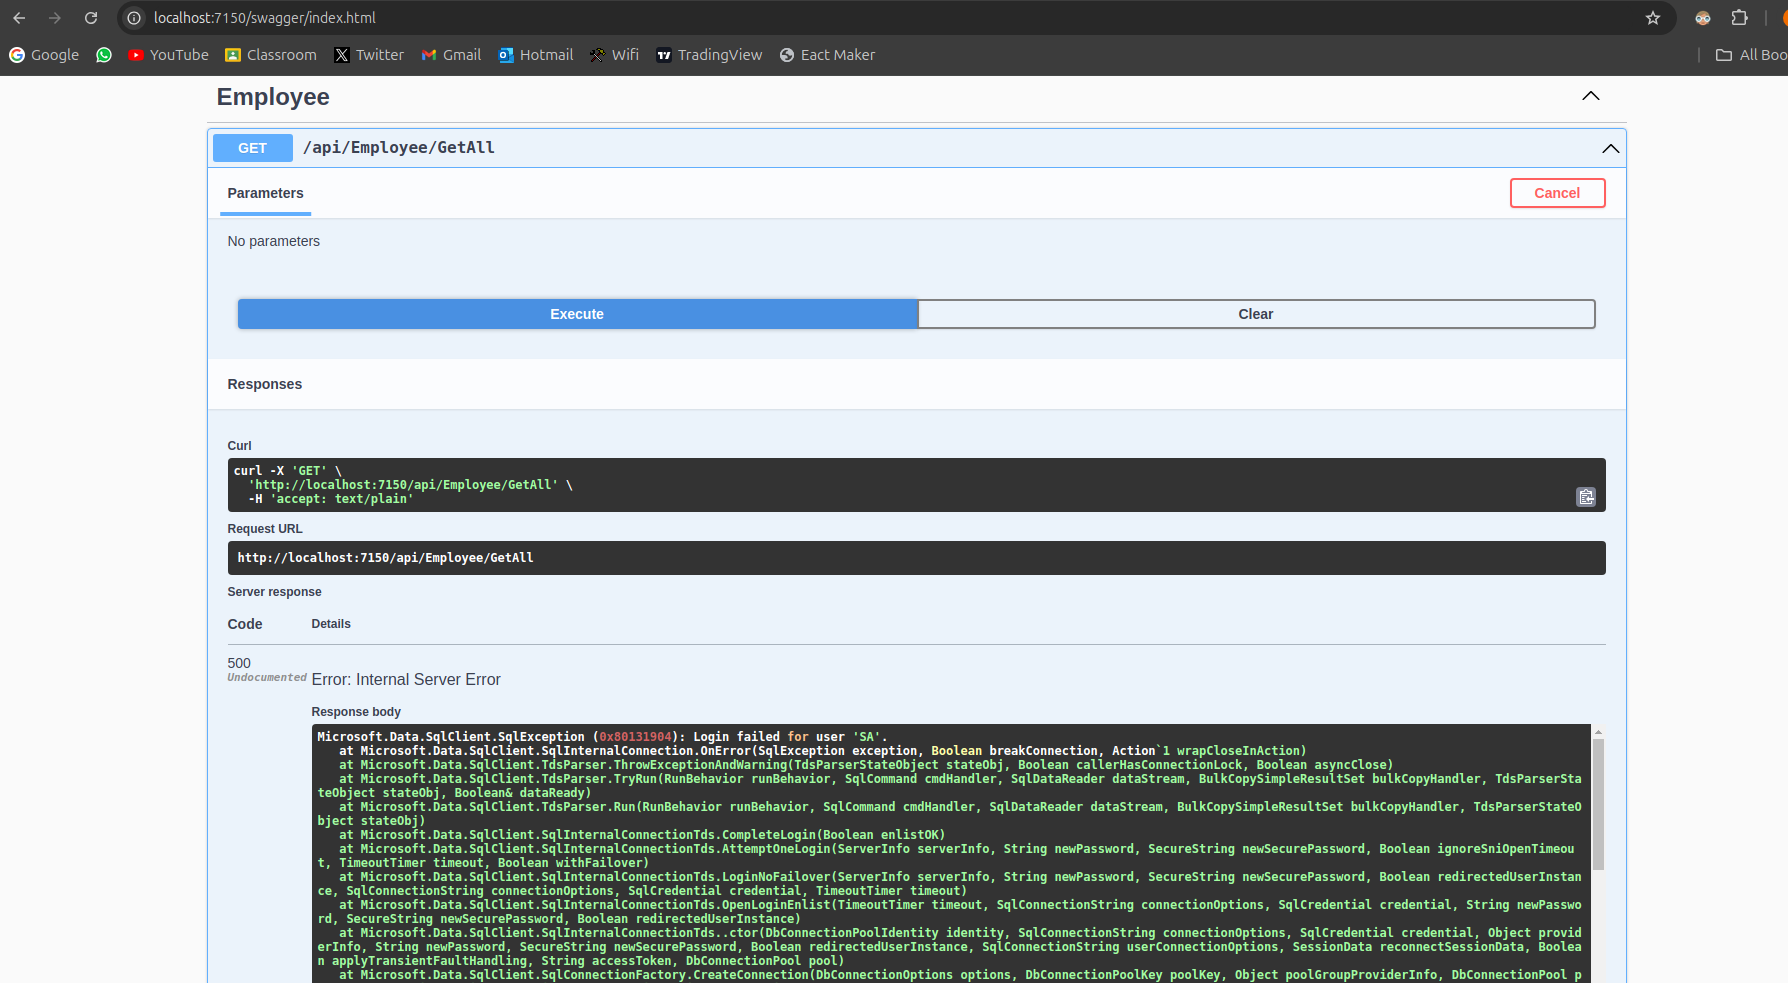 localhost:7150/swagger/index.html
Google YouTube Classroom Twitter Gmail Hotmail Wifi TradingView Eact Maker All Boo
Employee
GET /api/Employee/GetAll
Parameters Cancel
No parameters
Execute Clear
Responses
Curl
curl -X 'GET' \
'http://localhost:7150/api/Employee/GetAll' \
-H 'accept: text/plain'
Request URL
http://localhost:7150/api/Employee/GetAll
Server response
Code Details
500
Undocumented Error: Internal Server Error
Response body
Microsoft.Data.SqlClient.SqlException (0x80131904): Login failed for user 'SA'.
at Microsoft.Data.SqlClient.SqlInternalConnection.OnError(SqlException exception, Boolean breakConnection, Action`1 wrapCloseInAction)
at Microsoft.Data.SqlClient.TdsParser.ThrowExceptionAndWarning(TdsParserStateObject stateObj, Boolean callerHasConnectionLock, Boolean asyncClose)
at Microsoft.Data.SqlClient.TdsParser.TryRun(RunBehavior runBehavior, SqlCommand cmdHandler, SqlDataReader dataStream, BulkCopySimpleResultSet bulkCopyHandler, TdsParserSta
teObject stateObj, Boolean& dataReady)
at Microsoft.Data.SqlClient.TdsParser.Run(RunBehavior runBehavior, SqlCommand cmdHandler, SqlDataReader dataStream, BulkCopySimpleResultSet bulkCopyHandler, TdsParserStateO
bject stateObj)
at Microsoft.Data.SqlClient.SqlInternalConnectionTds.CompleteLogin(Boolean enlistOK)
at Microsoft.Data.SqlClient.SqlInternalConnectionTds.AttemptOneLogin(ServerInfo serverInfo, String newPassword, SecureString newSecurePassword, Boolean ignoreSniOpenTimeou
t, TimeoutTimer timeout, Boolean withFailover)
at Microsoft.Data.SqlClient.SqlInternalConnectionTds.LoginNoFailover(ServerInfo serverInfo, String newPassword, SecureString newSecurePassword, Boolean redirectedUserInstan
ce, SqlConnectionString connectionOptions, SqlCredential credential, TimeoutTimer timeout)
at Microsoft.Data.SqlClient.SqlInternalConnectionTds.OpenLoginEnlist(TimeoutTimer timeout, SqlConnectionString connectionOptions, SqlCredential credential, String newPasswo
rd, SecureString newSecurePassword, Boolean redirectedUserInstance)
at Microsoft.Data.SqlClient.SqlInternalConnectionTds..ctor(DbConnectionPoolIdentity identity, SqlConnectionString connectionOptions, SqlCredential credential, Object provid
erInfo, String newPassword, SecureString newSecurePassword, Boolean redirectedUserInstance, SqlConnectionString userConnectionOptions, SessionData reconnectSessionData, Boolea
n applyTransientFaultHandling, String accessToken, DbConnectionPool pool)
at Microsoft.Data.SqlClient.SqlConnectionFactory.CreateConnection(DbConnectionOptions options, DbConnectionPoolKey poolKey, Object poolGroupProviderInfo, DbConnectionPool p